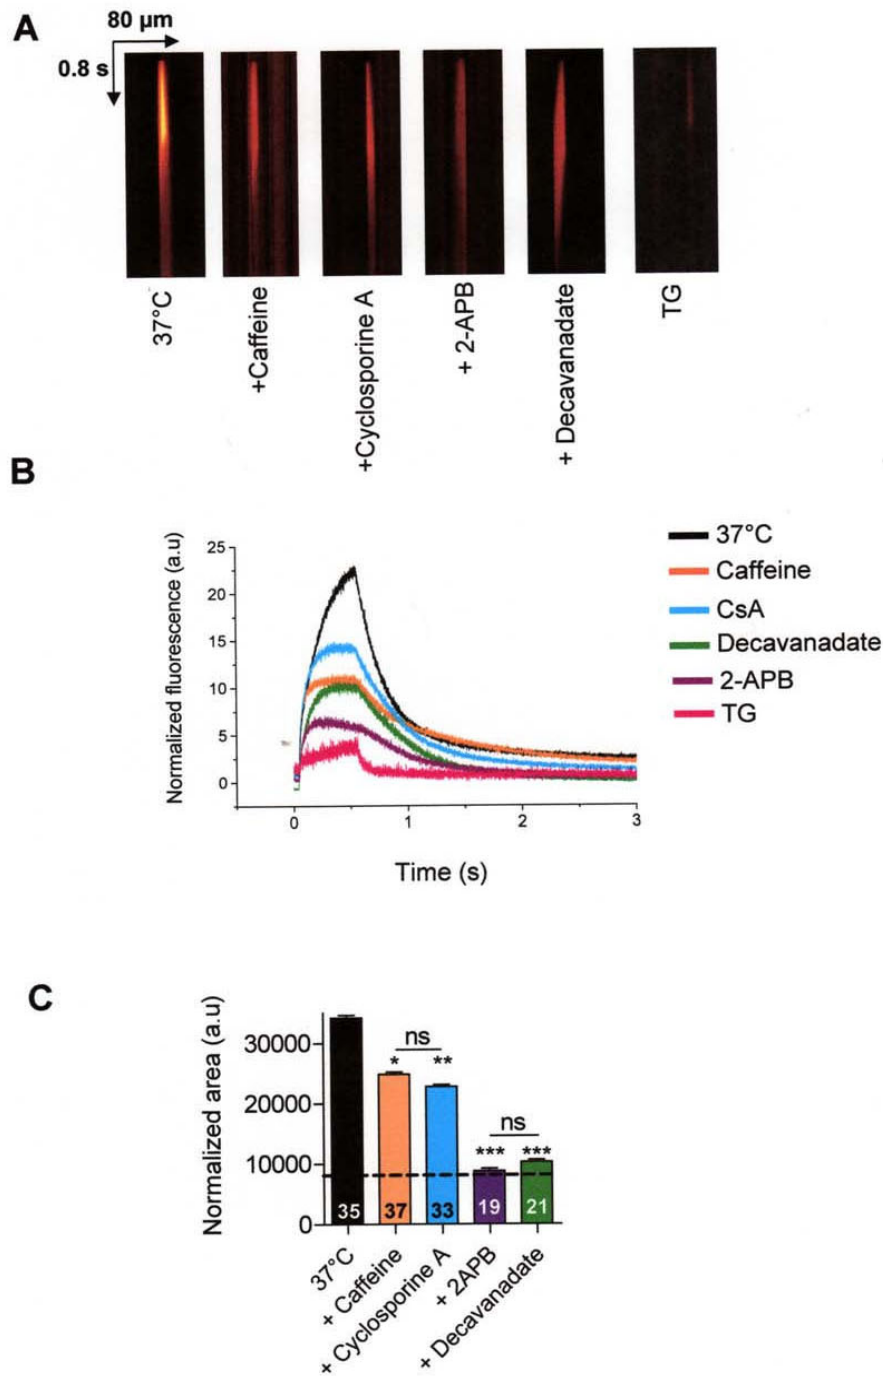 A
80 µm
0.8 s
37°C
+Caffeine
+Cyclosporine A
+ 2-APB
+ Decavanadate
TG
B
Normalized fluorescence (a.u)
25
20
15
10
5
0
0
1
2
3
Time (s)
37°C
Caffeine
CsA
Decavanadate
2-APB
TG
C
Normalized area (a.u)
30000
20000
10000
0
ns
* **
ns
*** ***
35 37 33 19 21
37°C
+ Caffeine
+ Cyclosporine A
+ 2APB
+ Decavanadate